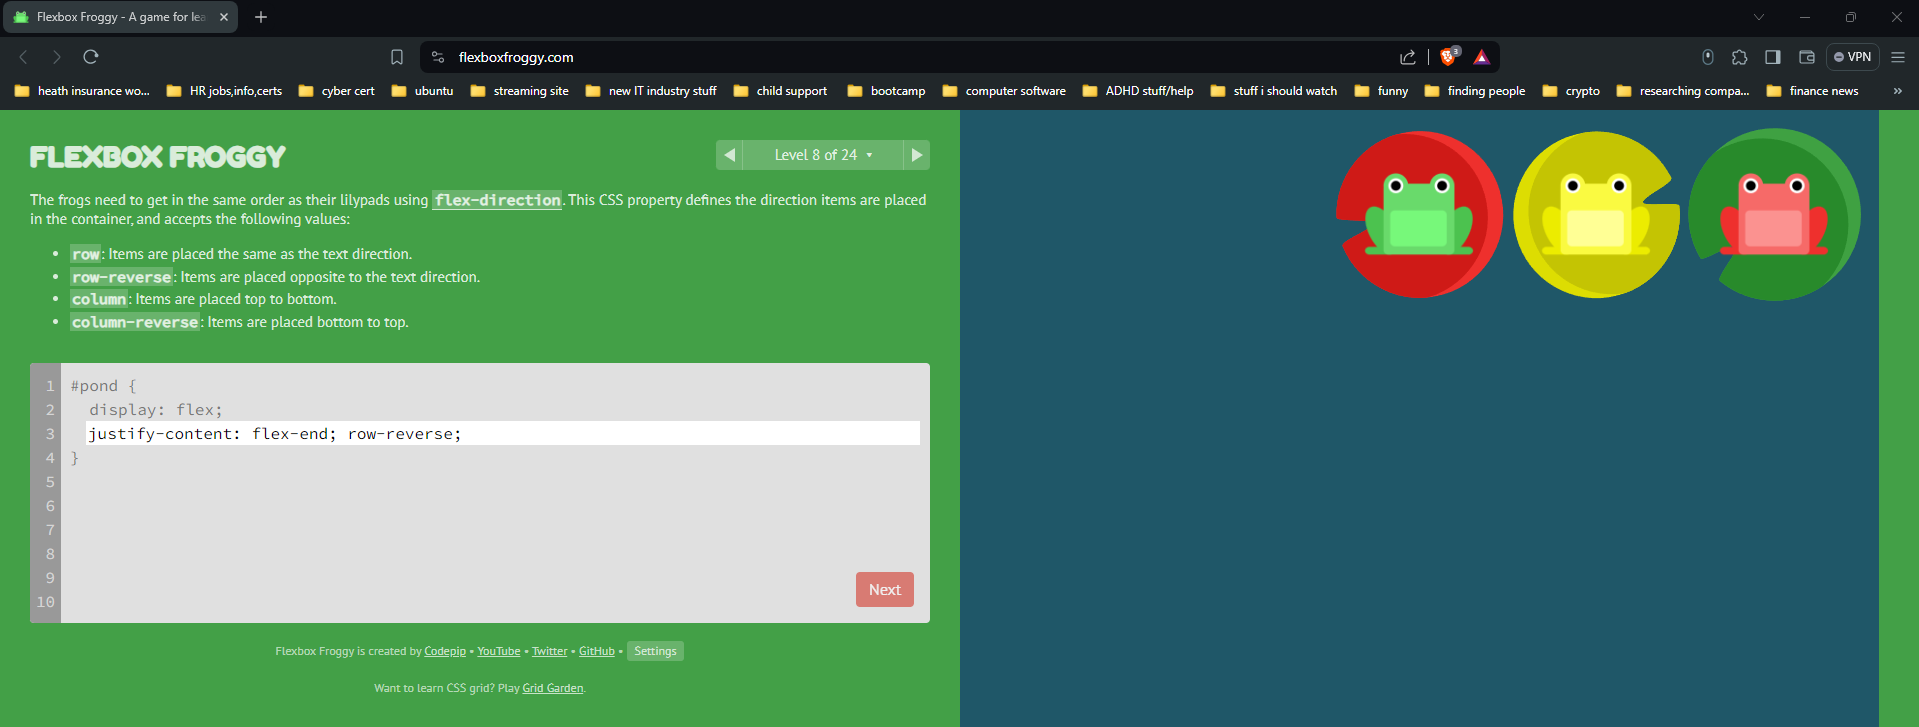 Flexbox Froggy - A game for lea
flexboxfroggy.com
3
VPN
heath insurance wo...
HR jobs,info,certs
cyber cert
ubuntu
streaming site
new IT industry stuff
child support
bootcamp
computer software
ADHD stuff/help
stuff i should watch
funny
finding people
crypto
researching compa...
finance news
»
FLEXBOX FROGGY
Level 8 of 24
The frogs need to get in the same order as their lilypads using flex-direction. This CSS property defines the direction items are placed
in the container, and accepts the following values:
• row: Items are placed the same as the text direction.
• row-reverse: Items are placed opposite to the text direction.
• column: Items are placed top to bottom.
• column-reverse: Items are placed bottom to top.
1 #pond {
2 display: flex;
3 justify-content: flex-end; row-reverse;
4 }
5
6
7
8
9
10
Next
Flexbox Froggy is created by Codepip • YouTube • Twitter • GitHub • Settings
Want to learn CSS grid? Play Grid Garden.